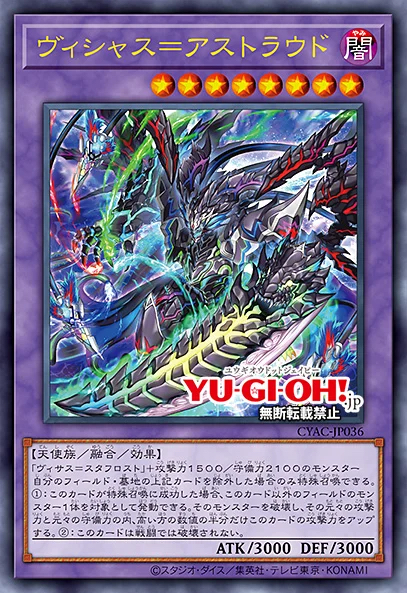 ヴィシャス＝アストラウド
やみ
闇
ユウギオウドットジェイピー
YU-GI-OH!.jp
無断転載禁止
CYAC-JP036
【天使族／融合／効果】
「ヴィサス＝スタフロスト」＋攻撃力１５００／守備力２１００のモンスター
自分のフィールド・墓地の上記カードを除外した場合のみ特殊召喚できる。
①：このカードが特殊召喚に成功した場合、このカード以外のフィールドのモン
スター１体を対象として発動できる。そのモンスターを破壊し、その元々の攻撃
力と元々の守備力の内、高い方の数値の半分だけこのカードの攻撃力をアップ
する。②：このカードは戦闘では破壊されない。
ATK/3000 DEF/3000
©スタジオ・ダイス／集英社・テレビ東京・KONAMI